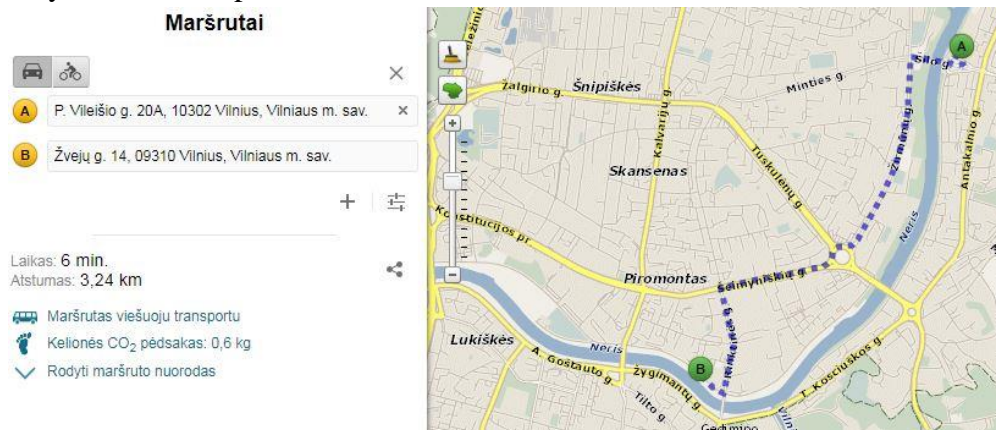 Maršrutai
A P. Vileišio g. 20A, 10302 Vilnius, Vilniaus m. sav.
B Žvejų g. 14, 09310 Vilnius, Vilniaus m. sav.
Laikas: 6 min.
Atstumas: 3,24 km
Maršrutas viešuoju transportu
Kelionės CO2 pėdsakas: 0,6 kg
Rodyti maršruto nuorodas
A
Šilo g.
Minties g.
Žalgirio g.
Šnipiškės
Kalvarijų g.
Žirmūnų g.
Antakalnio g.
Skansenas
Tuskulėnų g.
Konstitucijos pr.
Neris
Piromontas
Šeimyniškių g.
Rinktinės g.
Lukiškės
Neris
B
A. Goštauto g.
Žygimantų g.
T. Kosciuškos g.
Tilto g.